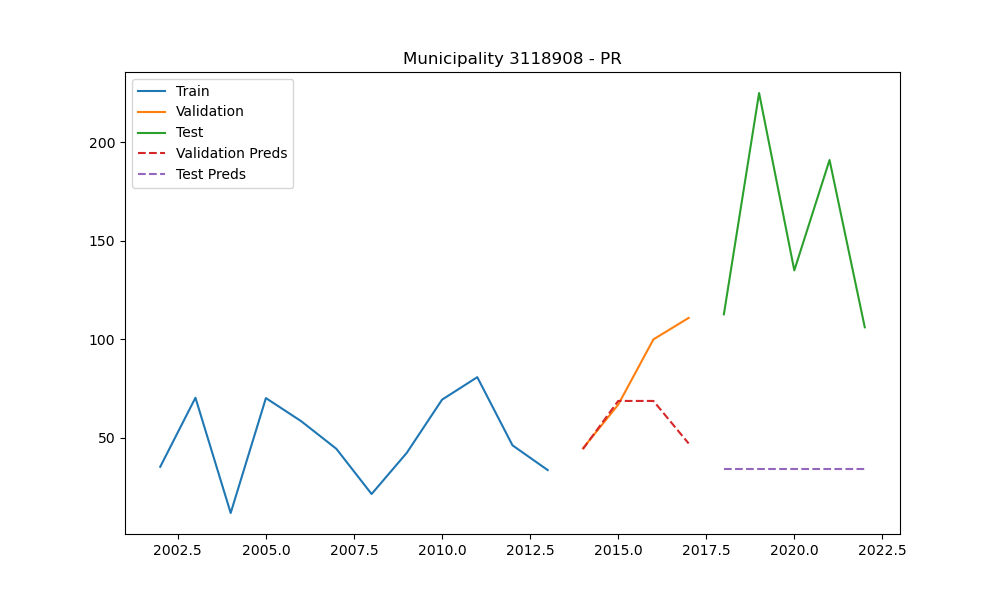 Municipality 3118908 - PR
Train
Validation
Test
Validation Preds
Test Preds
200
150
100
50
2002.5 2005.0 2007.5 2010.0 2012.5 2015.0 2017.5 2020.0 2022.5